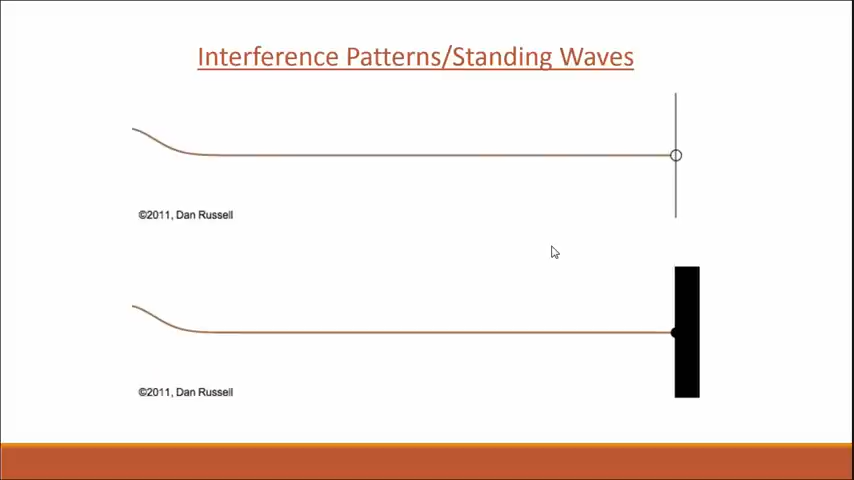 Interference Patterns/Standing Waves
©2011, Dan Russell
©2011, Dan Russell